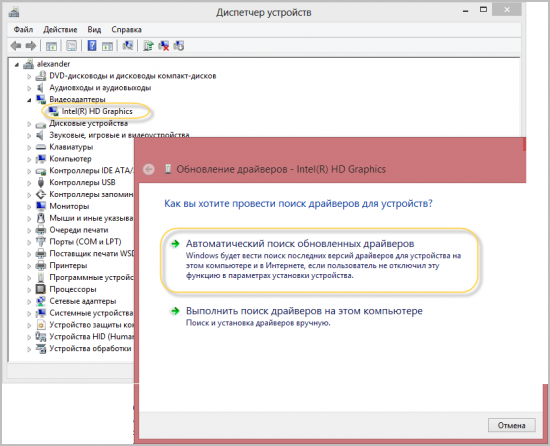 Диспетчер устройств
Файл Действие Вид Справка
alexander
DVD-дисководы и дисководы компакт-дисков
Аудиовходы и аудиовыходы
Видеоадаптеры
Intel(R) HD Graphics
Дисковые устройства
Звуковые, игровые и видеоустройства
Клавиатуры
Компьютер
Контроллеры IDE ATA/
Контроллеры USB
Контроллеры запомин
Мониторы
Мыши и иные указыва
Очереди печати
Порты (COM и LPT)
Поставщик печати WSD
Принтеры
Программные устрой
Процессоры
Сетевые адаптеры
Системные устройства
Устройство защиты ко
Устройства HID (Human
Устройства обработки
Обновление драйверов - Intel(R) HD Graphics
Как вы хотите провести поиск драйверов для устройств?
Автоматический поиск обновленных драйверов
Windows будет вести поиск последних версий драйверов для устройства на
этом компьютере и в Интернете, если пользователь не отключил эту
функцию в параметрах установки устройства.
Выполнить поиск драйверов на этом компьютере
Поиск и установка драйверов вручную.
Отмена